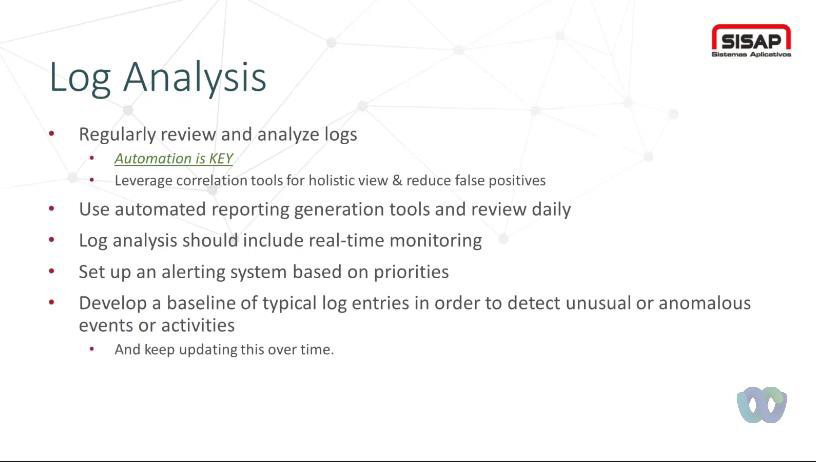 SISAP
Sistemas Aplicativos
Log Analysis
• Regularly review and analyze logs
• Automation is KEY
• Leverage correlation tools for holistic view & reduce false positives
• Use automated reporting generation tools and review daily
• Log analysis should include real-time monitoring
• Set up an alerting system based on priorities
• Develop a baseline of typical log entries in order to detect unusual or anomalous
events or activities
• And keep updating this over time.